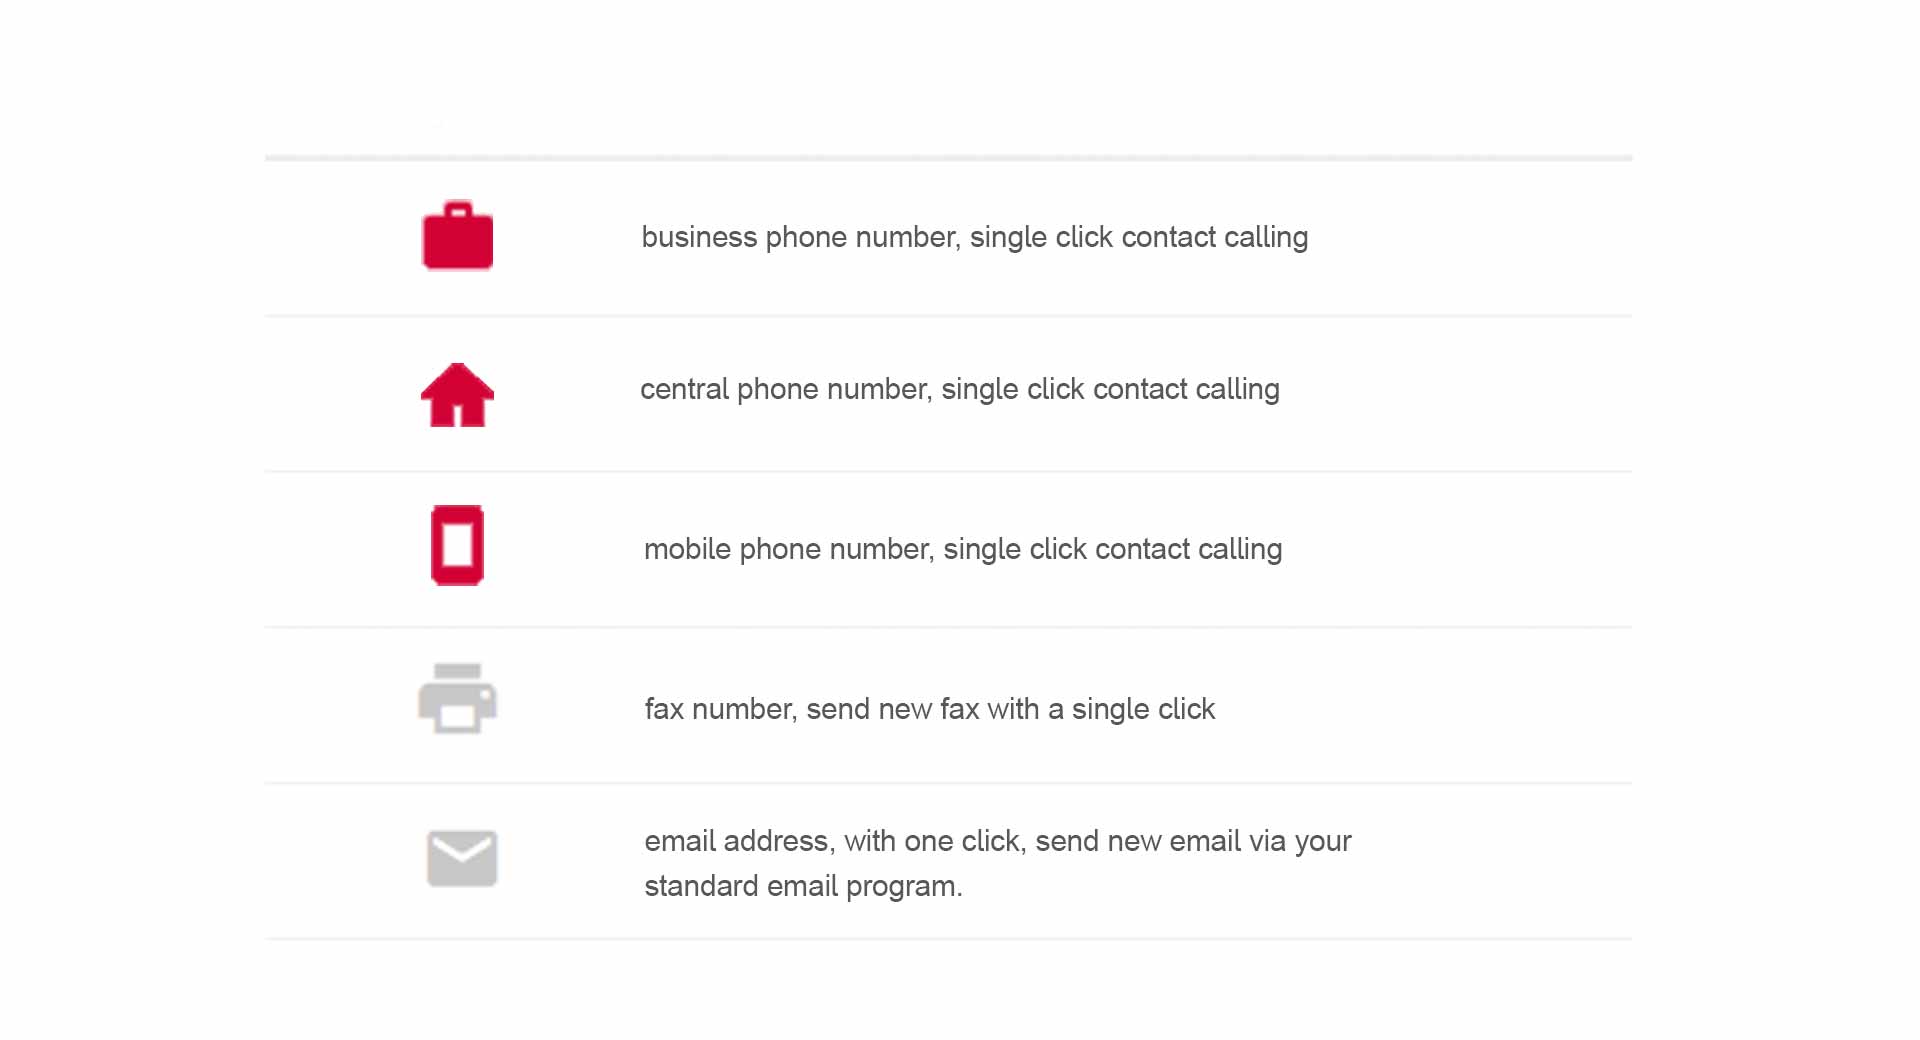 business phone number, single click contact calling
central phone number, single click contact calling
mobile phone number, single click contact calling
fax number, send new fax with a single click
email address, with one click, send new email via your
standard email program.